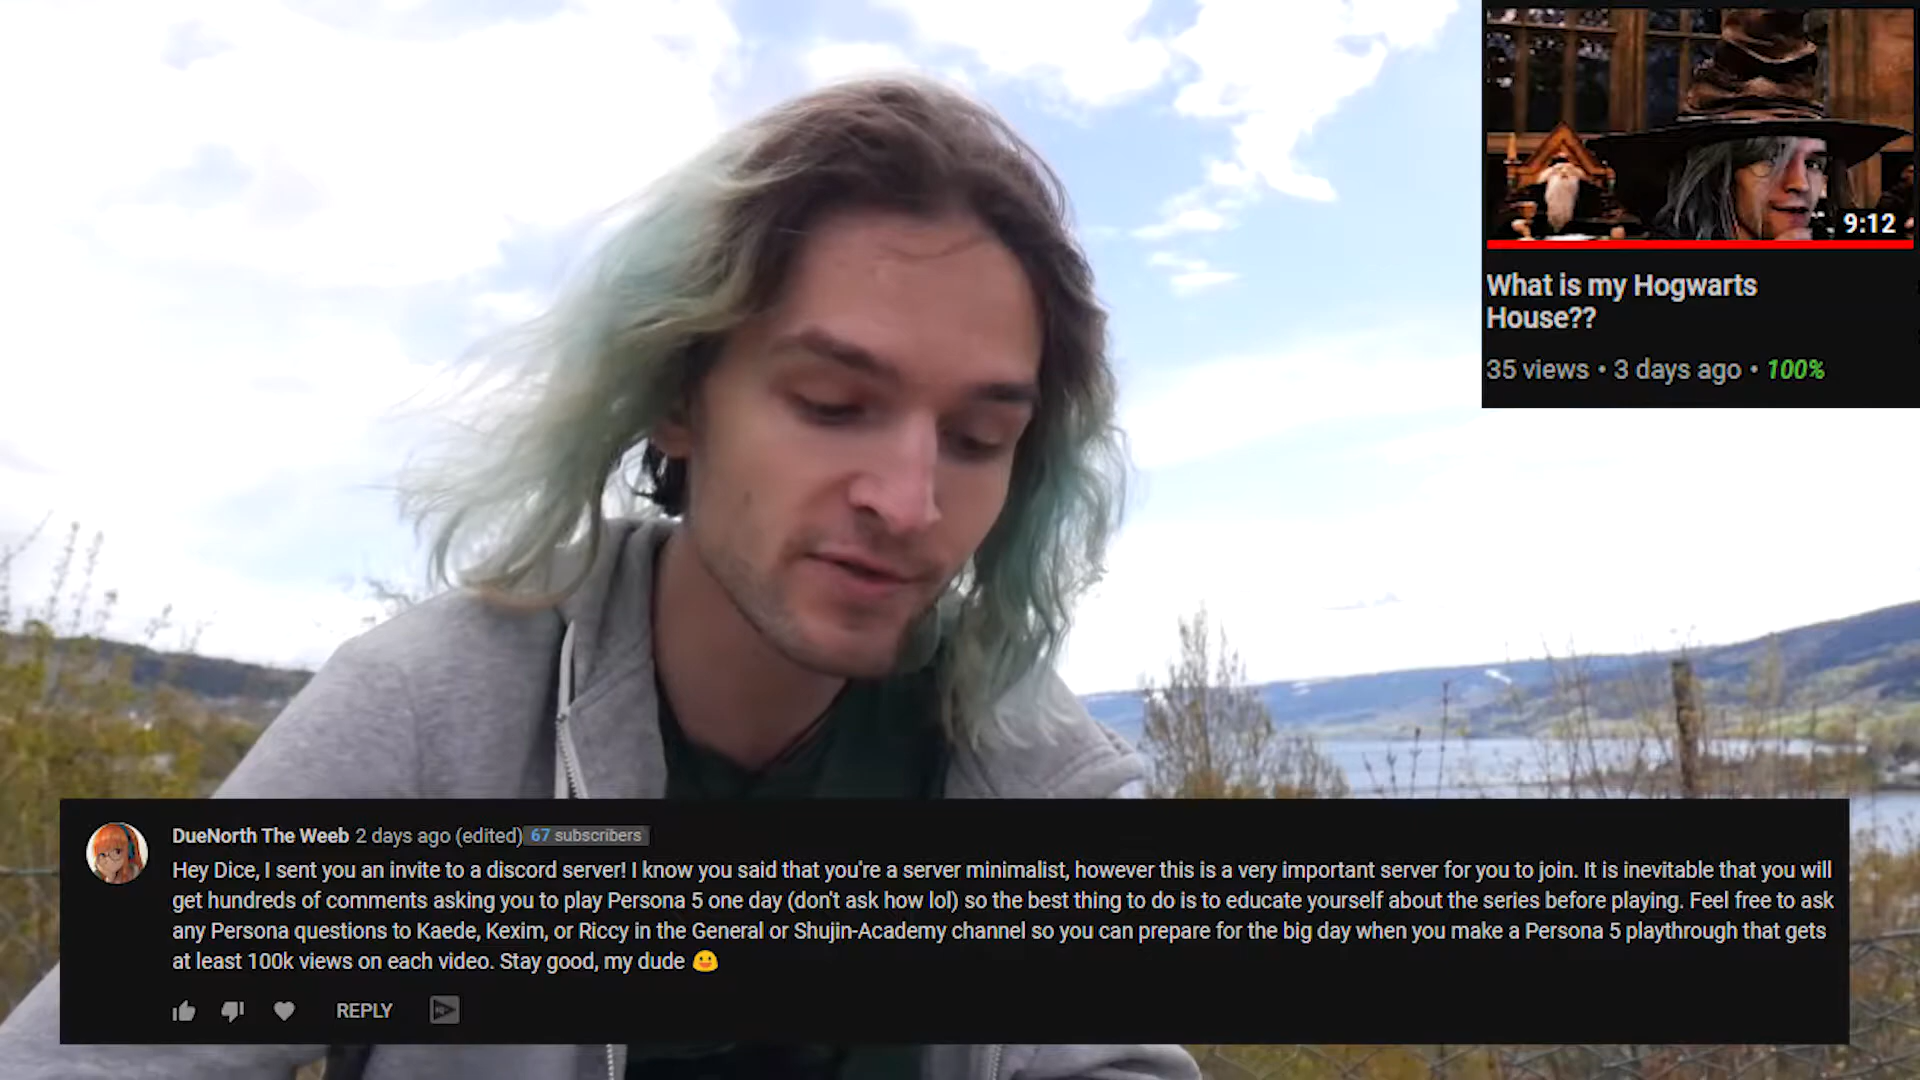 9:12
What is my Hogwarts
House??
35 views • 3 days ago • 100%
DueNorth The Weeb 2 days ago (edited) 67 subscribers
Hey Dice, I sent you an invite to a discord server! I know you said that you're a server minimalist, however this is a very important server for you to join. It is inevitable that you will
get hundreds of comments asking you to play Persona 5 one day (don't ask how lol) so the best thing to do is to educate yourself about the series before playing. Feel free to ask
any Persona questions to Kaede, Kexim, or Riccy in the General or Shujin-Academy channel so you can prepare for the big day when you make a Persona 5 playthrough that gets
at least 100k views on each video. Stay good, my dude 😃
REPLY